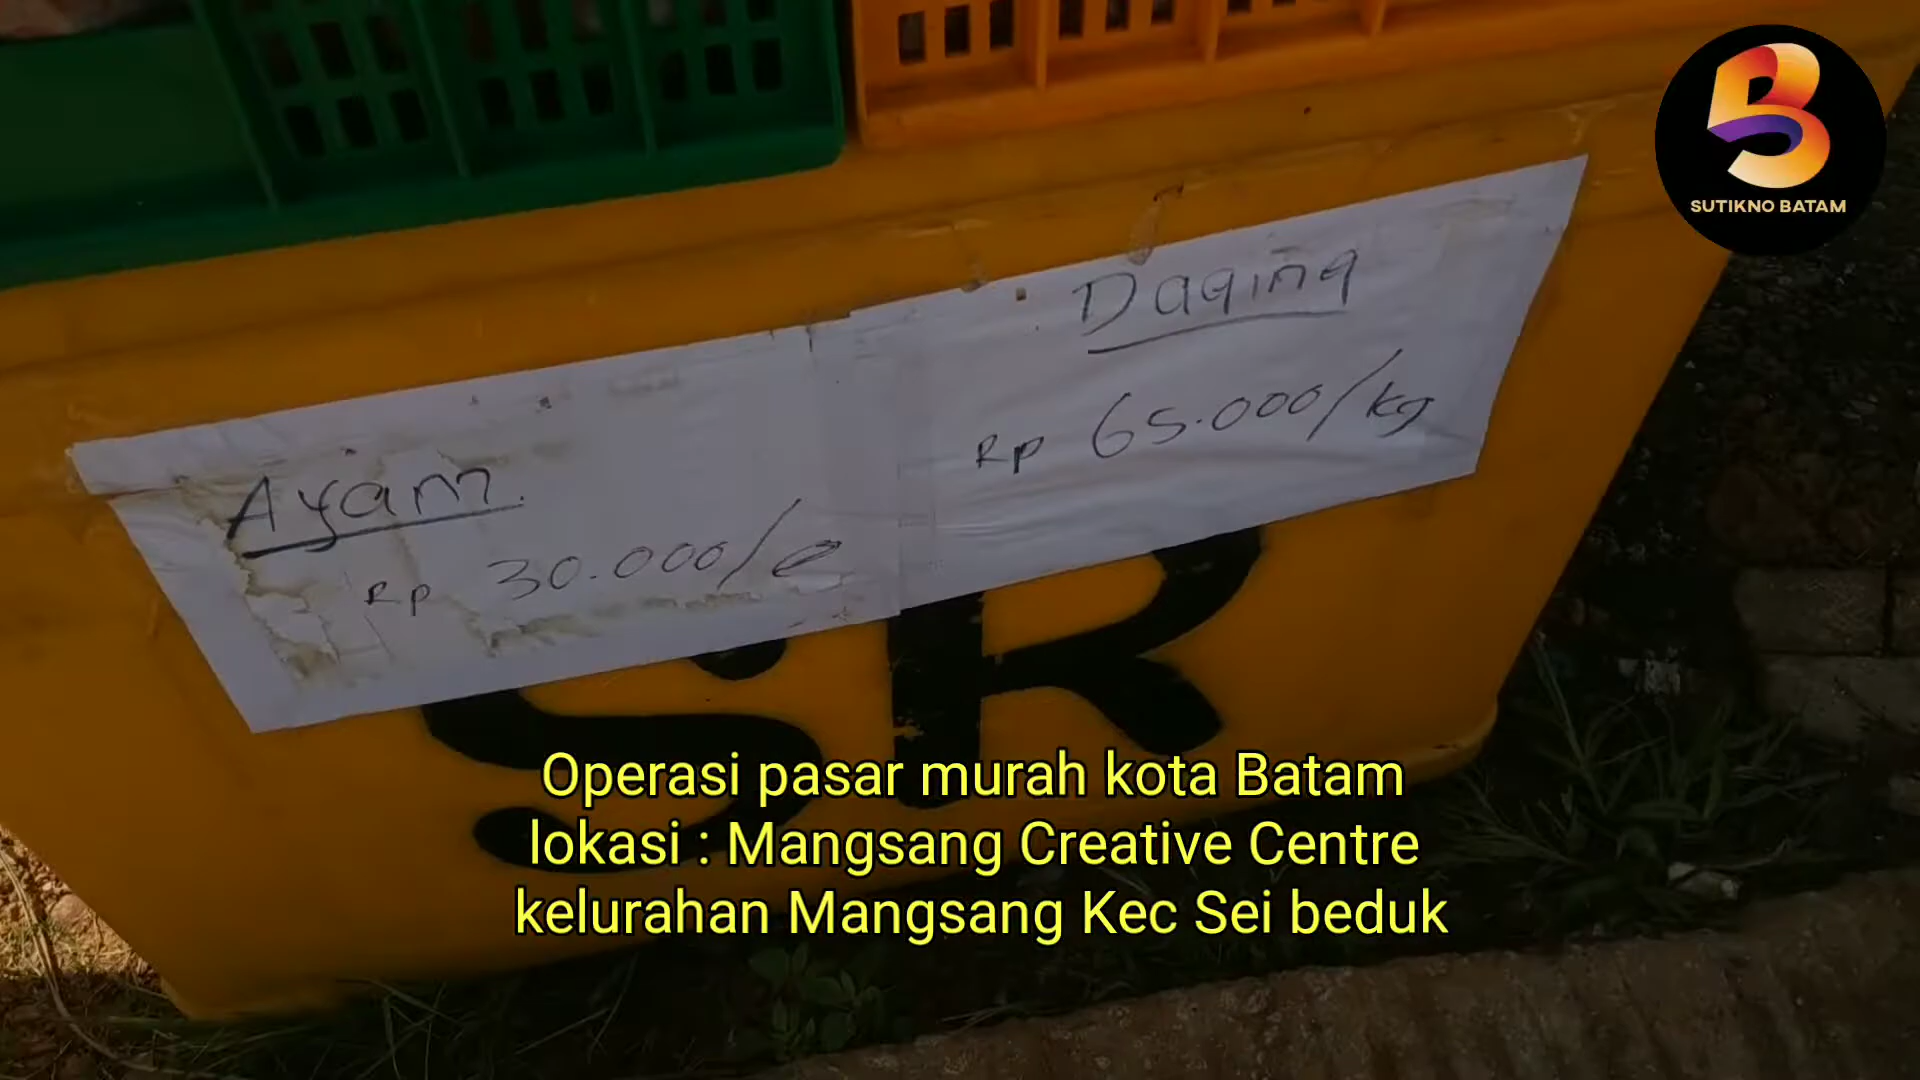 SUTIKNO BATAM
Daging
Rp 65.000/kg
Ayam
Rp 30.000/e
SR
Operasi pasar murah kota Batam
lokasi : Mangsang Creative Centre
kelurahan Mangsang Kec Sei beduk